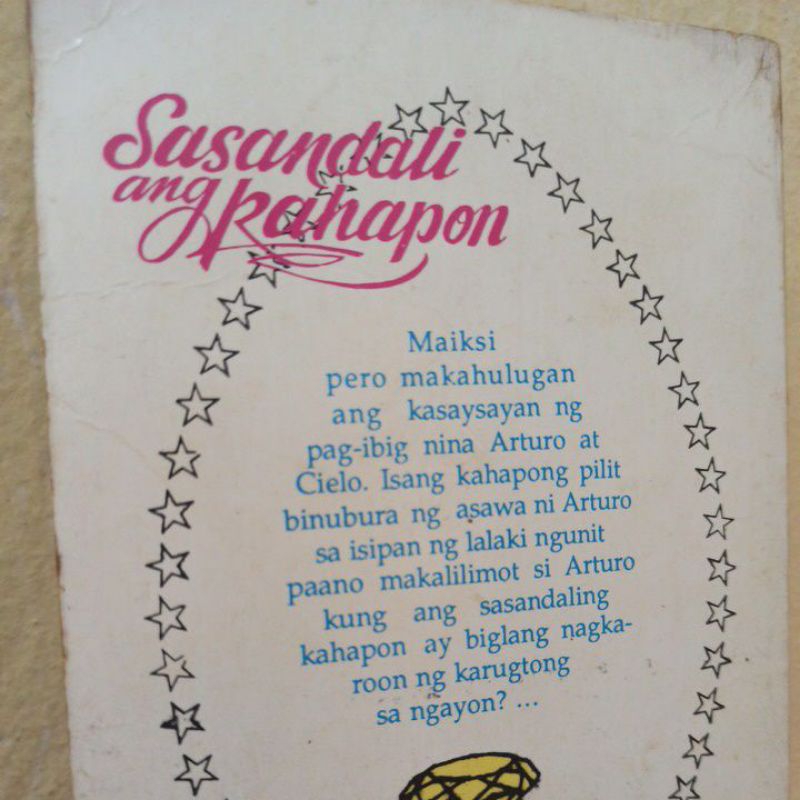 Sasandali
ang kahapon
Maiksi
pero makahulugan
ang kasaysayan ng
pag-ibig nina Arturo at
Cielo. Isang kahapong pilit
binubura ng asawa ni Arturo
sa isipan ng lalaki ngunit
paano makalilimot si Arturo
kung ang sasandaling
kahapon ay biglang nagka-
roon ng karugtong
sa ngayon? ...